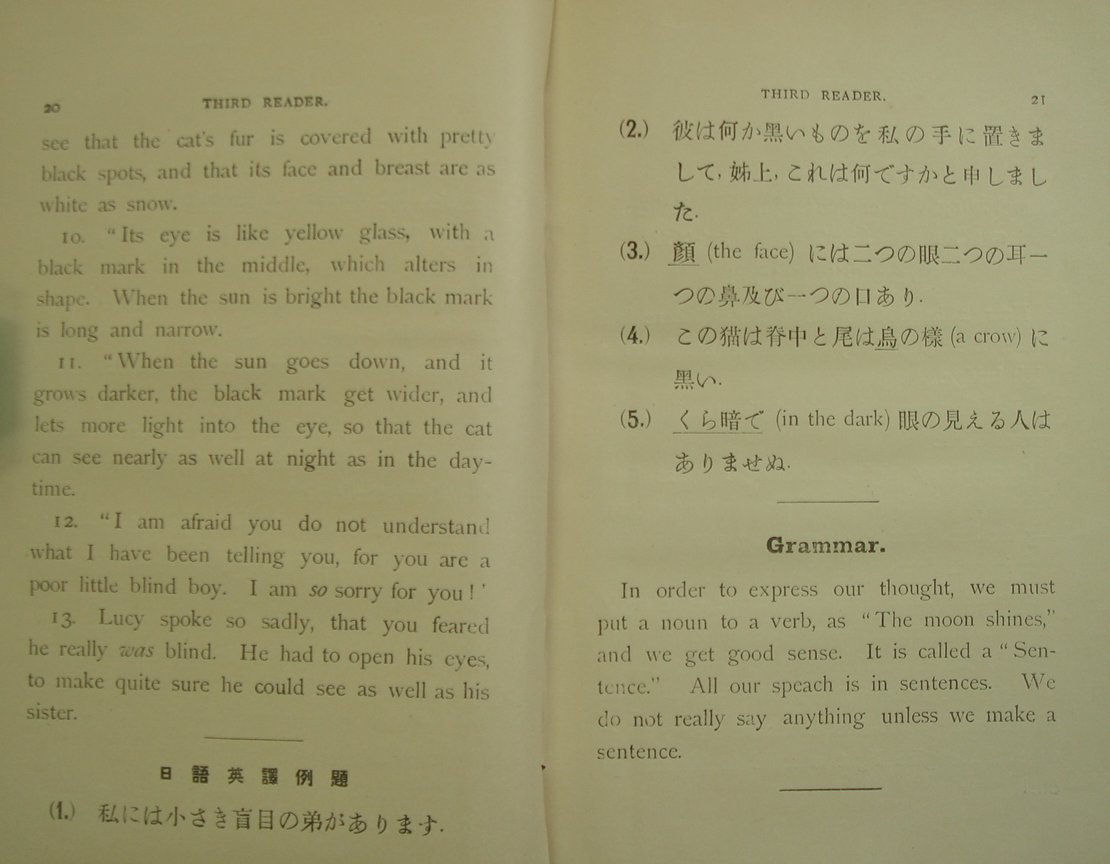 20
THIRD READER.
see that the cat's fur is covered with pretty
black spots, and that its face and breast are as
white as snow.
10. "Its eye is like yellow glass, with a
black mark in the middle, which alters in
shape. When the sun is bright the black mark
is long and narrow.
11. "When the sun goes down, and it
grows darker, the black mark get wider, and
lets more light into the eye, so that the cat
can see nearly as well at night as in the day-
time.
12. "I am afraid you do not understand
what I have been telling you, for you are a
poor little blind boy. I am so sorry for you!'
13. Lucy spoke so sadly, that you feared
he really was blind. He had to open his eyes,
to make quite sure he could see as well as his
sister.
日語英譯例題
(1.) 私には小さき盲目の弟があります.
THIRD READER.
21
(2.) 彼は何か黑いものを私の手に置きま
して, 姉上, これは何ですかと申しまし
た.
(3.) 顏 (the face) には二つの眼二つの耳一
つの鼻及び一つの口あり.
(4.) この猫は脊中と尾は烏の樣 (a crow) に
黑い.
(5.) くら暗で (in the dark) 眼の見える人は
ありませぬ.
Grammar.
In order to express our thought, we must
put a noun to a verb, as "The moon shines,"
and we get good sense. It is called a "Sen-
tence." All our speach is in sentences. We
do not really say anything unless we make a
sentence.